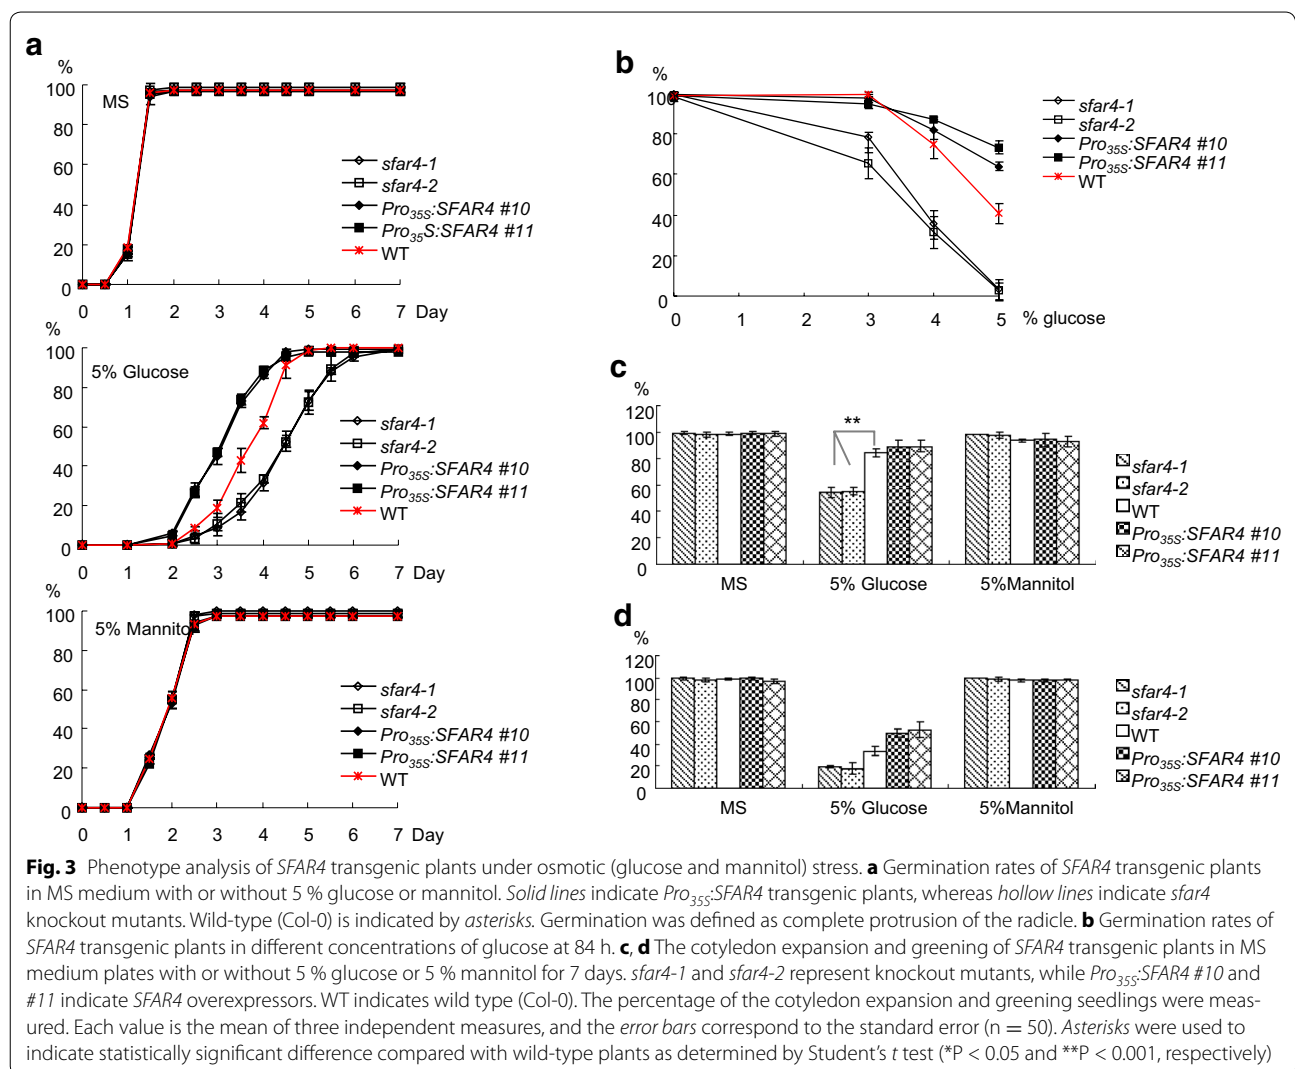 a
%
100
80
60
40
20
0
MS
sfar4-1
sfar4-2
Pro35S:SFAR4 #10
Pro35S:SFAR4 #11
WT
0 1 2 3 4 5 6 7 Day
%
100
80
60
40
20
0
5% Glucose
sfar4-1
sfar4-2
Pro35S:SFAR4 #10
Pro35S:SFAR4 #11
WT
0 1 2 3 4 5 6 7 Day
%
100
80
60
40
20
0
5% Mannitol
sfar4-1
sfar4-2
Pro35S:SFAR4 #10
Pro35S:SFAR4 #11
WT
0 1 2 3 4 5 6 7 Day
b
%
100
80
60
40
20
0
sfar4-1
sfar4-2
Pro35S:SFAR4 #10
Pro35S:SFAR4 #11
WT
0 1 2 3 4 5 % glucose
c
%
120
100
80
60
40
20
0
**
MS 5% Glucose 5%Mannitol
sfar4-1
sfar4-2
WT
Pro35S:SFAR4 #10
Pro35S:SFAR4 #11
d
%
120
100
80
60
40
20
0
MS 5% Glucose 5%Mannitol
sfar4-1
sfar4-2
WT
Pro35S:SFAR4 #10
Pro35S:SFAR4 #11
Fig. 3 Phenotype analysis of SFAR4 transgenic plants under osmotic (glucose and mannitol) stress. a Germination rates of SFAR4 transgenic plants
in MS medium with or without 5 % glucose or mannitol. Solid lines indicate Pro35S:SFAR4 transgenic plants, whereas hollow lines indicate sfar4
knockout mutants. Wild-type (Col-0) is indicated by asterisks. Germination was defined as complete protrusion of the radicle. b Germination rates of
SFAR4 transgenic plants in different concentrations of glucose at 84 h. c, d The cotyledon expansion and greening of SFAR4 transgenic plants in MS
medium plates with or without 5 % glucose or 5 % mannitol for 7 days. sfar4-1 and sfar4-2 represent knockout mutants, while Pro35S:SFAR4 #10 and
#11 indicate SFAR4 overexpressors. WT indicates wild type (Col-0). The percentage of the cotyledon expansion and greening seedlings were meas-
ured. Each value is the mean of three independent measures, and the error bars correspond to the standard error (n = 50). Asterisks were used to
indicate statistically significant difference compared with wild-type plants as determined by Student's t test (*P < 0.05 and **P < 0.001, respectively)